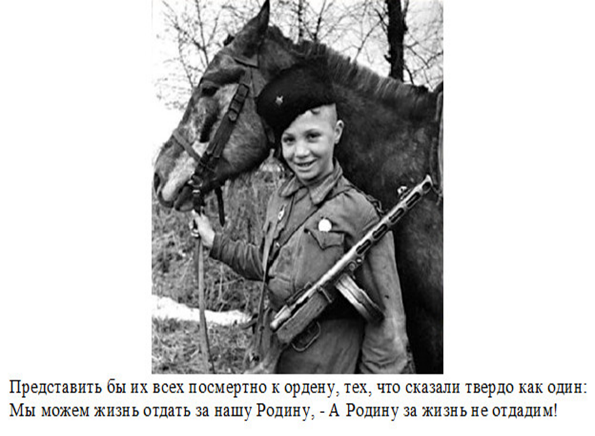 Представить бы их всех посмертно к ордену, тех, что сказали твердо как один:
Мы можем жизнь отдать за нашу Родину, - А Родину за жизнь не отдадим!